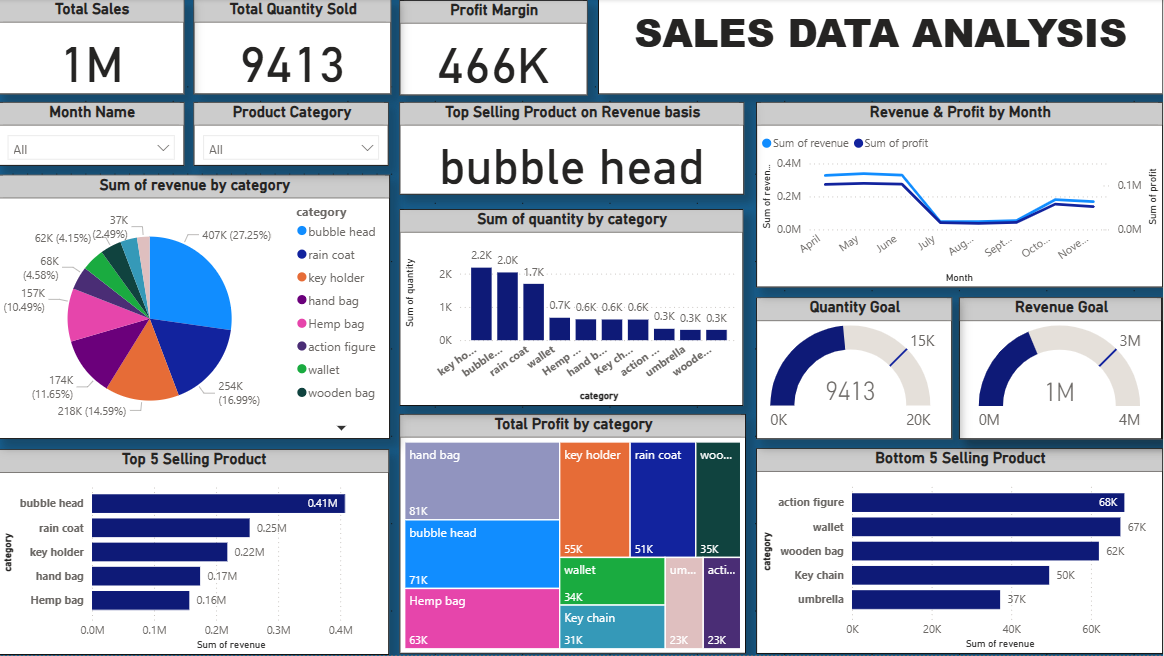 Total Sales
1M
Total Quantity Sold
9413
Profit Margin
466K
SALES DATA ANALYSIS
Month Name
All
Product Category
All
Top Selling Product on Revenue basis
bubble head
Revenue & Profit by Month
Sum of revenue
Sum of profit
Sum of reven...
0.4M
0.2M
0.0M
0.1M
0.0M
Sum of profit
April
May
June
July
Aug...
Sept...
Octo...
Nove...
Month
Sum of revenue by category
37K
(2.49%)
62K (4.15%)
68K
(4.58%)
157K
(10.49%)
174K
(11.65%)
218K (14.59%)
254K
(16.99%)
407K (27.25%)
category
bubble head
rain coat
key holder
hand bag
Hemp bag
action figure
wallet
wooden bag
Sum of quantity by category
Sum of quantity
2K
1K
0K
2.2K
2.0K
1.7K
0.7K
0.6K
0.6K
0.6K
0.3K
0.3K
0.3K
key ho...
bubble...
rain coat
wallet
Hemp ...
hand b...
Key ch...
action ...
umbrella
woode...
category
Quantity Goal
15K
9413
0K
20K
Revenue Goal
3M
1M
0M
4M
Top 5 Selling Product
category
bubble head
0.41M
rain coat
0.25M
key holder
0.22M
hand bag
0.17M
Hemp bag
0.16M
0.0M
0.1M
0.2M
0.3M
0.4M
Sum of revenue
Total Profit by category
hand bag
81K
bubble head
71K
Hemp bag
63K
key holder
55K
rain coat
51K
woo...
35K
wallet
34K
Key chain
31K
um...
23K
acti...
23K
Bottom 5 Selling Product
category
action figure
68K
wallet
67K
wooden bag
62K
Key chain
50K
umbrella
37K
0K
20K
40K
60K
Sum of revenue